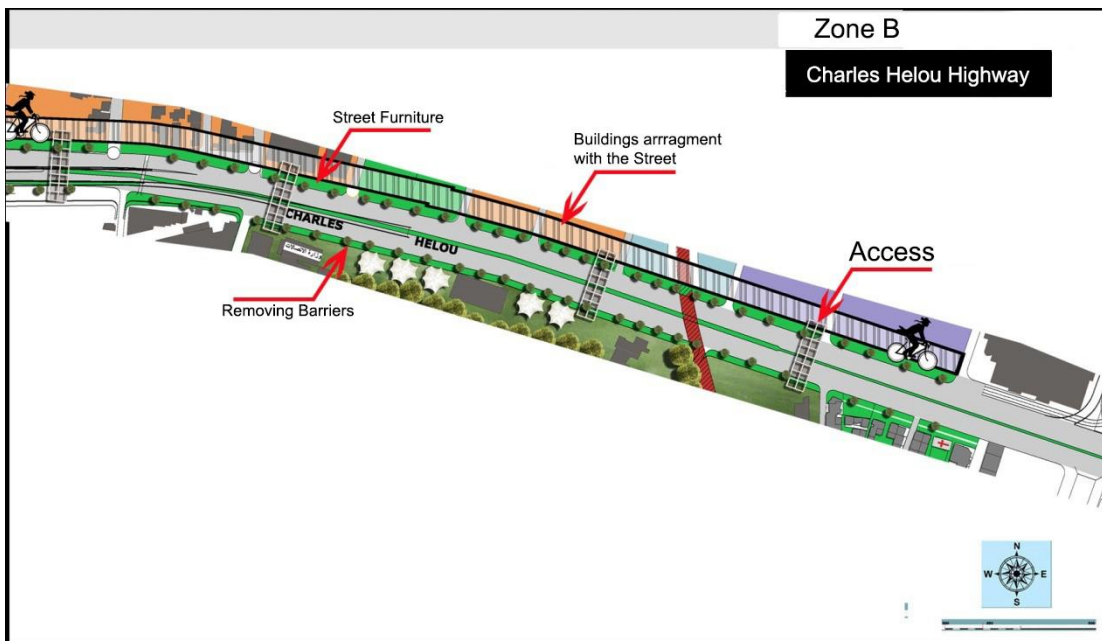 Zone B
Charles Helou Highway
Street Furniture
Buildings arrragment
with the Street
Access
CHARLES
HELOU
Removing Barriers
N
W
E
S